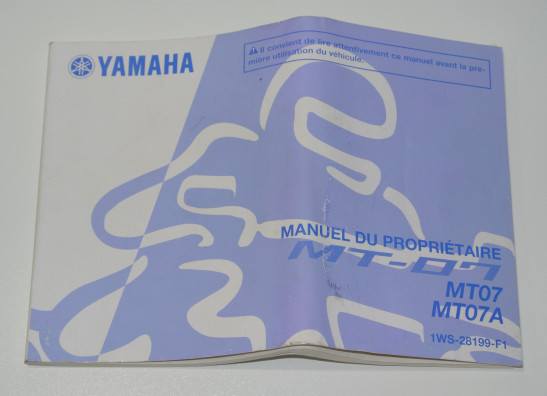 YAMAHA
Il convient de lire attentivement ce manuel avant la pre-
mière utilisation du véhicule.
MANUEL DU PROPRIÉTAIRE
MT-07
MT07
MT07A
1WS-28199-F1